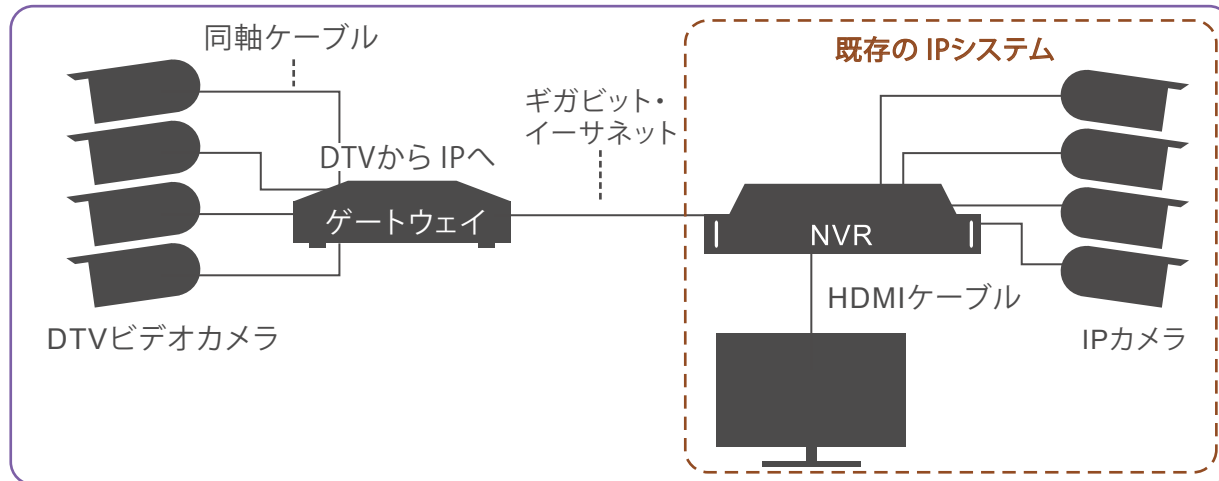 同軸ケーブル
既存の IPシステム
ギガビット・
イーサネット
DTVから IPへ
ゲートウェイ
NVR
HDMIケーブル
DTVビデオカメラ
IPカメラ